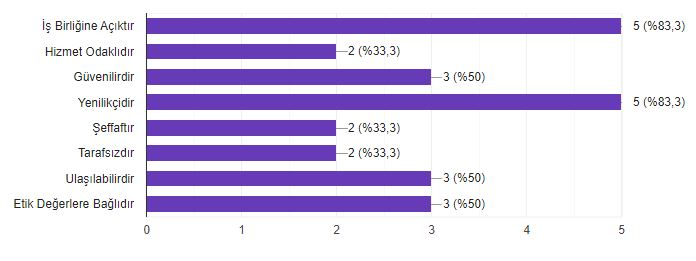 İş Birliğine Açıktır 5 (%83,3)
Hizmet Odaklıdır 2 (%33,3)
Güvenilirdir 3 (%50)
Yenilikçidir 5 (%83,3)
Şeffaftır 2 (%33,3)
Tarafsızdır 2 (%33,3)
Ulaşılabilirdir 3 (%50)
Etik Değerlere Bağlıdır 3 (%50)
0 1 2 3 4 5